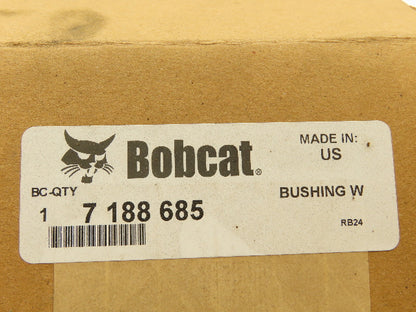 Bobcat®
MADE IN:
US
BC-QTY
BUSHING W
1 7 188 685
RB24